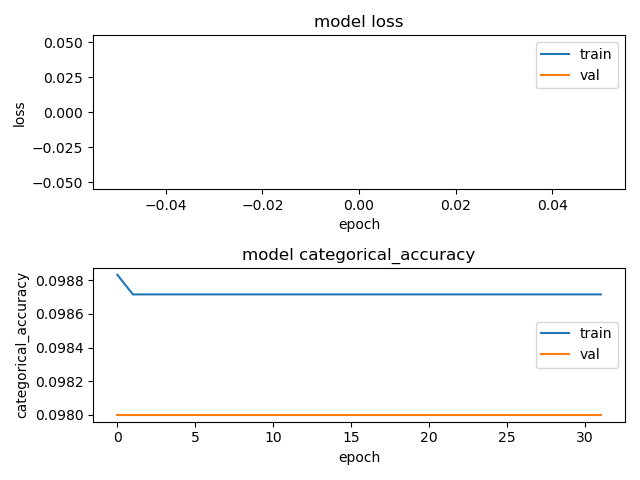 model loss
0.050
0.025
0.000
−0.025
−0.050
loss
train
val
−0.04 −0.02 0.00 0.02 0.04
epoch
model categorical_accuracy
0.0988
0.0986
0.0984
0.0982
0.0980
categorical_accuracy
train
val
0 5 10 15 20 25 30
epoch